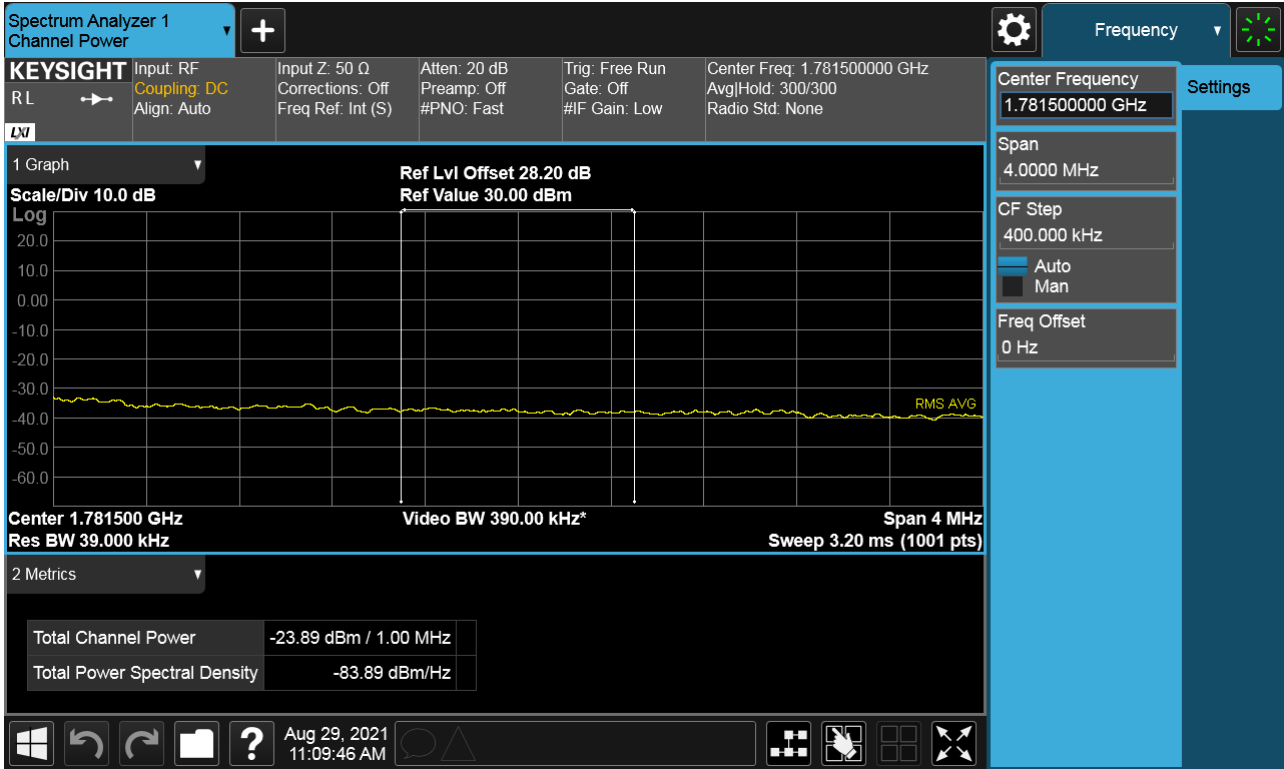 Spectrum Analyzer 1
Channel Power
Frequency
KEYSIGHT
R L
LXI
Input: RF
Coupling: DC
Align: Auto
Input Z: 50 Ω
Corrections: Off
Freq Ref: Int (S)
Atten: 20 dB
Preamp: Off
#PNO: Fast
Trig: Free Run
Gate: Off
#IF Gain: Low
Center Freq: 1.781500000 GHz
Avg|Hold: 300/300
Radio Std: None
Center Frequency
1.781500000 GHz
Settings
Span
4.0000 MHz
CF Step
400.000 kHz
Auto
Man
Freq Offset
0 Hz
1 Graph
Ref Lvl Offset 28.20 dB
Scale/Div 10.0 dB
Ref Value 30.00 dBm
Log
20.0
10.0
0.00
-10.0
-20.0
-30.0
RMS AVG
-40.0
-50.0
-60.0
Center 1.781500 GHz
Video BW 390.00 kHz*
Span 4 MHz
Res BW 39.000 kHz
Sweep 3.20 ms (1001 pts)
2 Metrics
Total Channel Power -23.89 dBm / 1.00 MHz
Total Power Spectral Density -83.89 dBm/Hz
?
Aug 29, 2021
11:09:46 AM